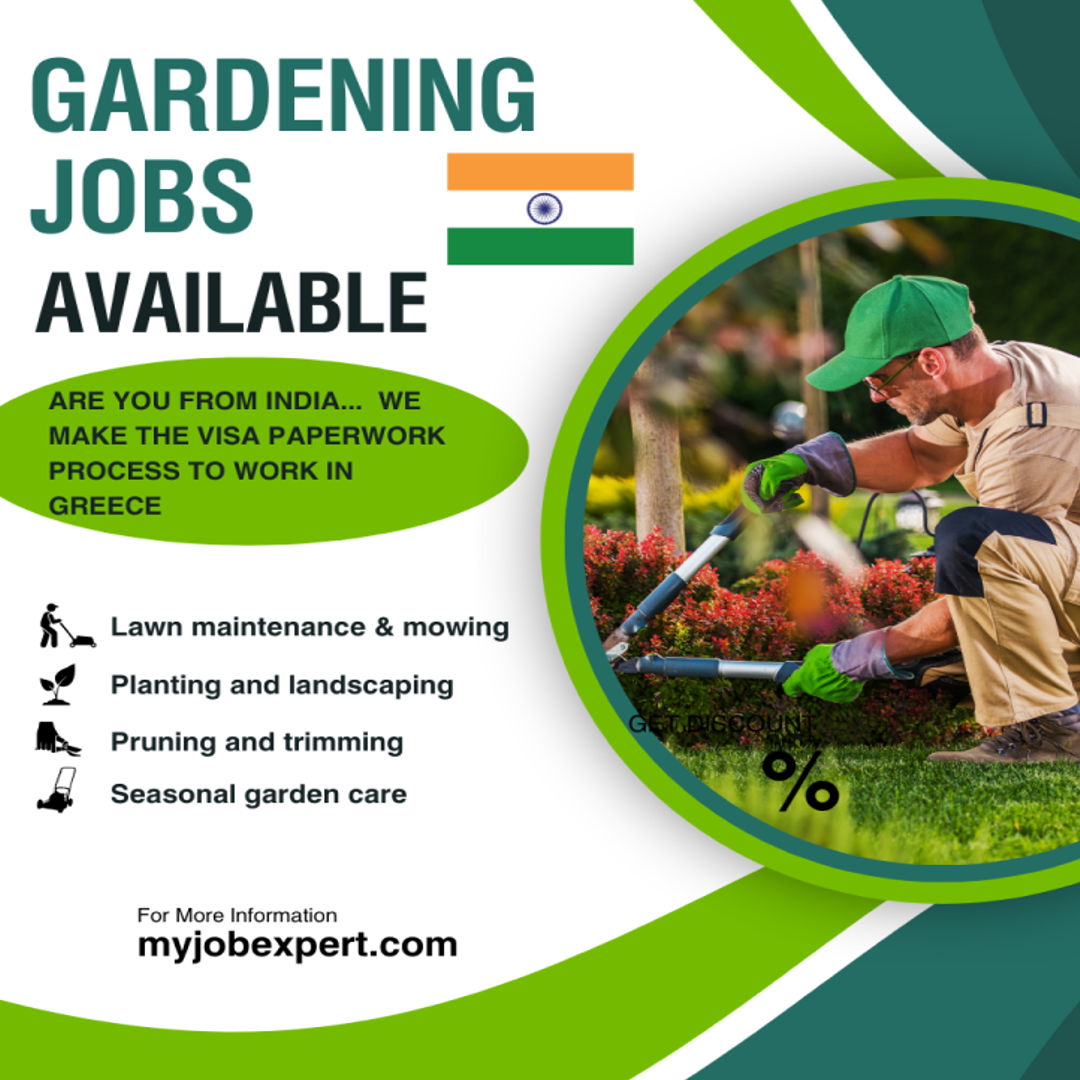 GARDENING
JOBS
AVAILABLE
ARE YOU FROM INDIA... WE
MAKE THE VISA PAPERWORK
PROCESS TO WORK IN
GREECE
Lawn maintenance & mowing
Planting and landscaping
Pruning and trimming
Seasonal garden care
GET DISCOUNT
%
For More Information
myjobexpert.com